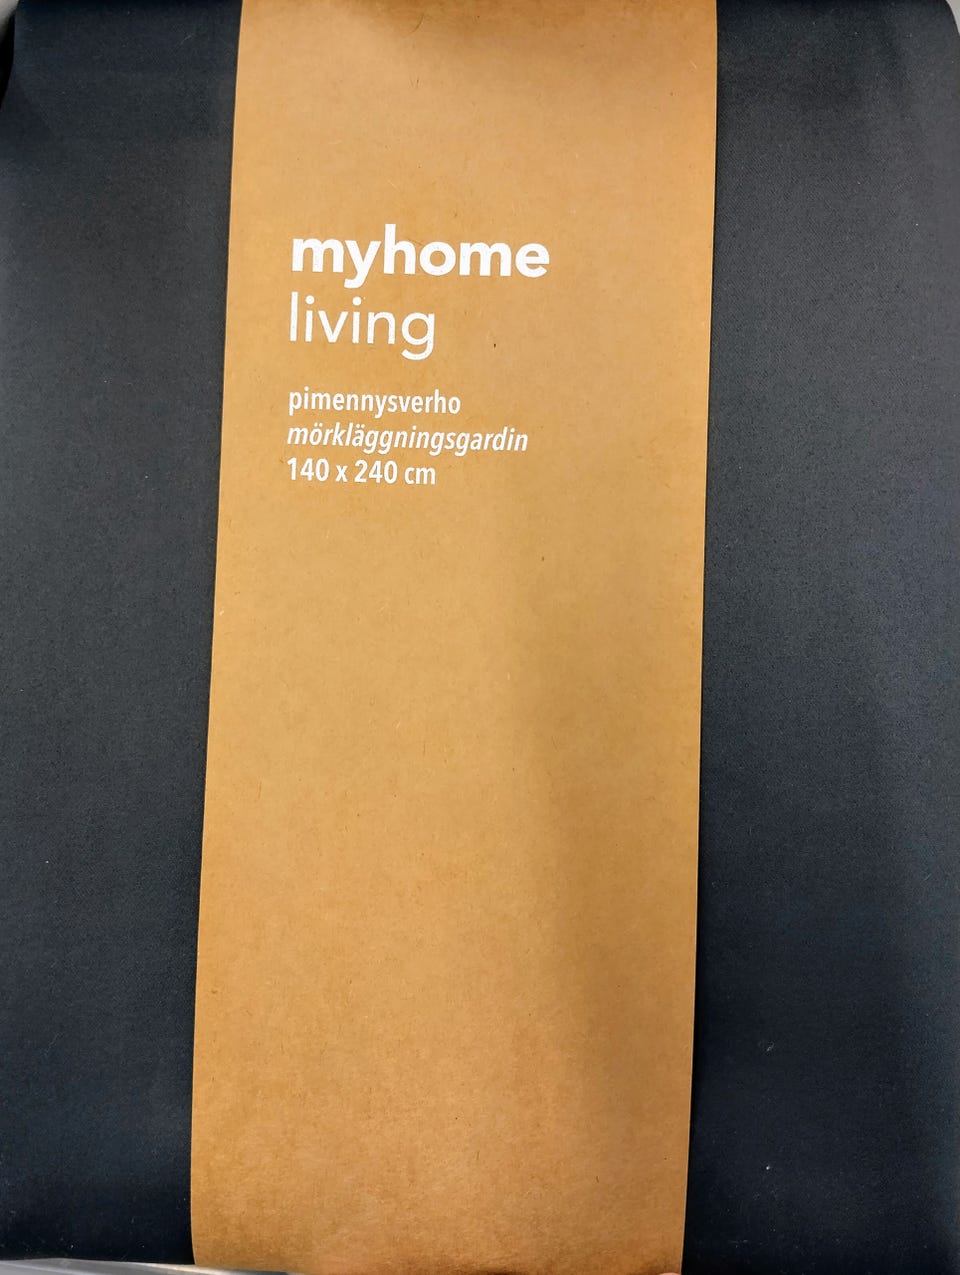 myhome
living
pimennysverho
mörkläggningsgardin
140 x 240 cm